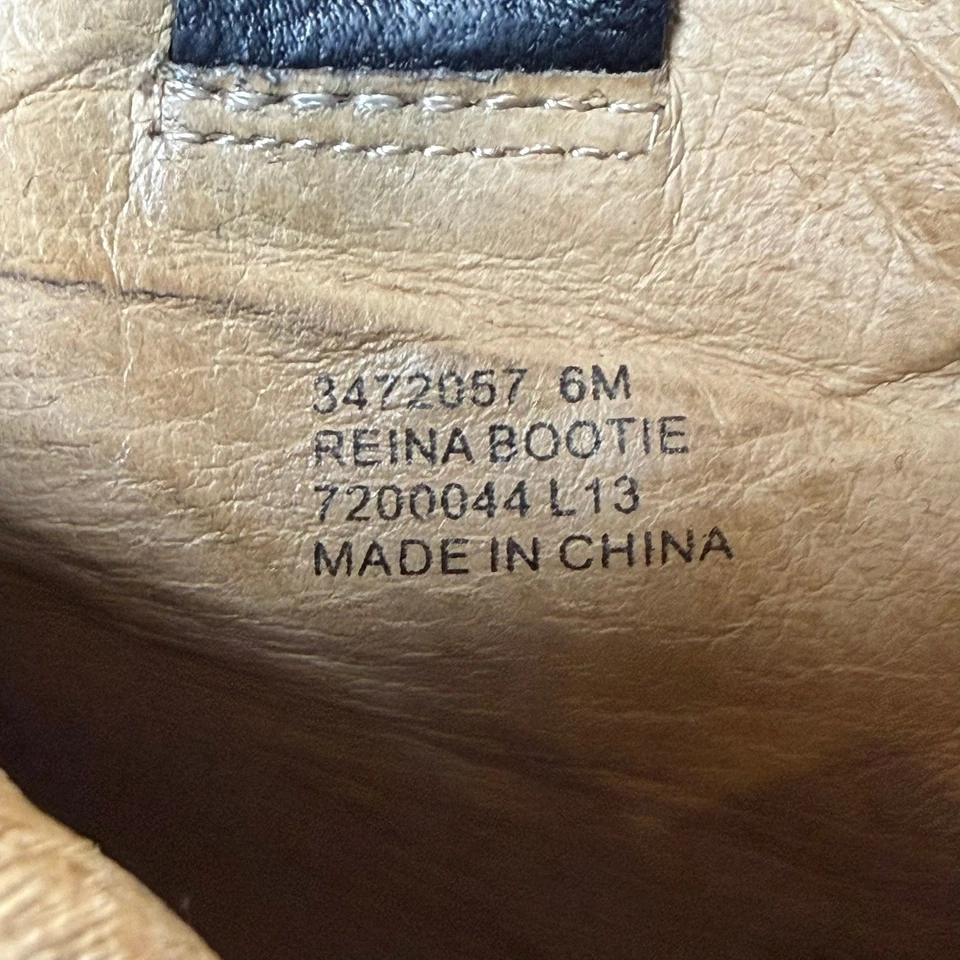 3472057 6M
REINA BOOTIE
7200044 L13
MADE IN CHINA